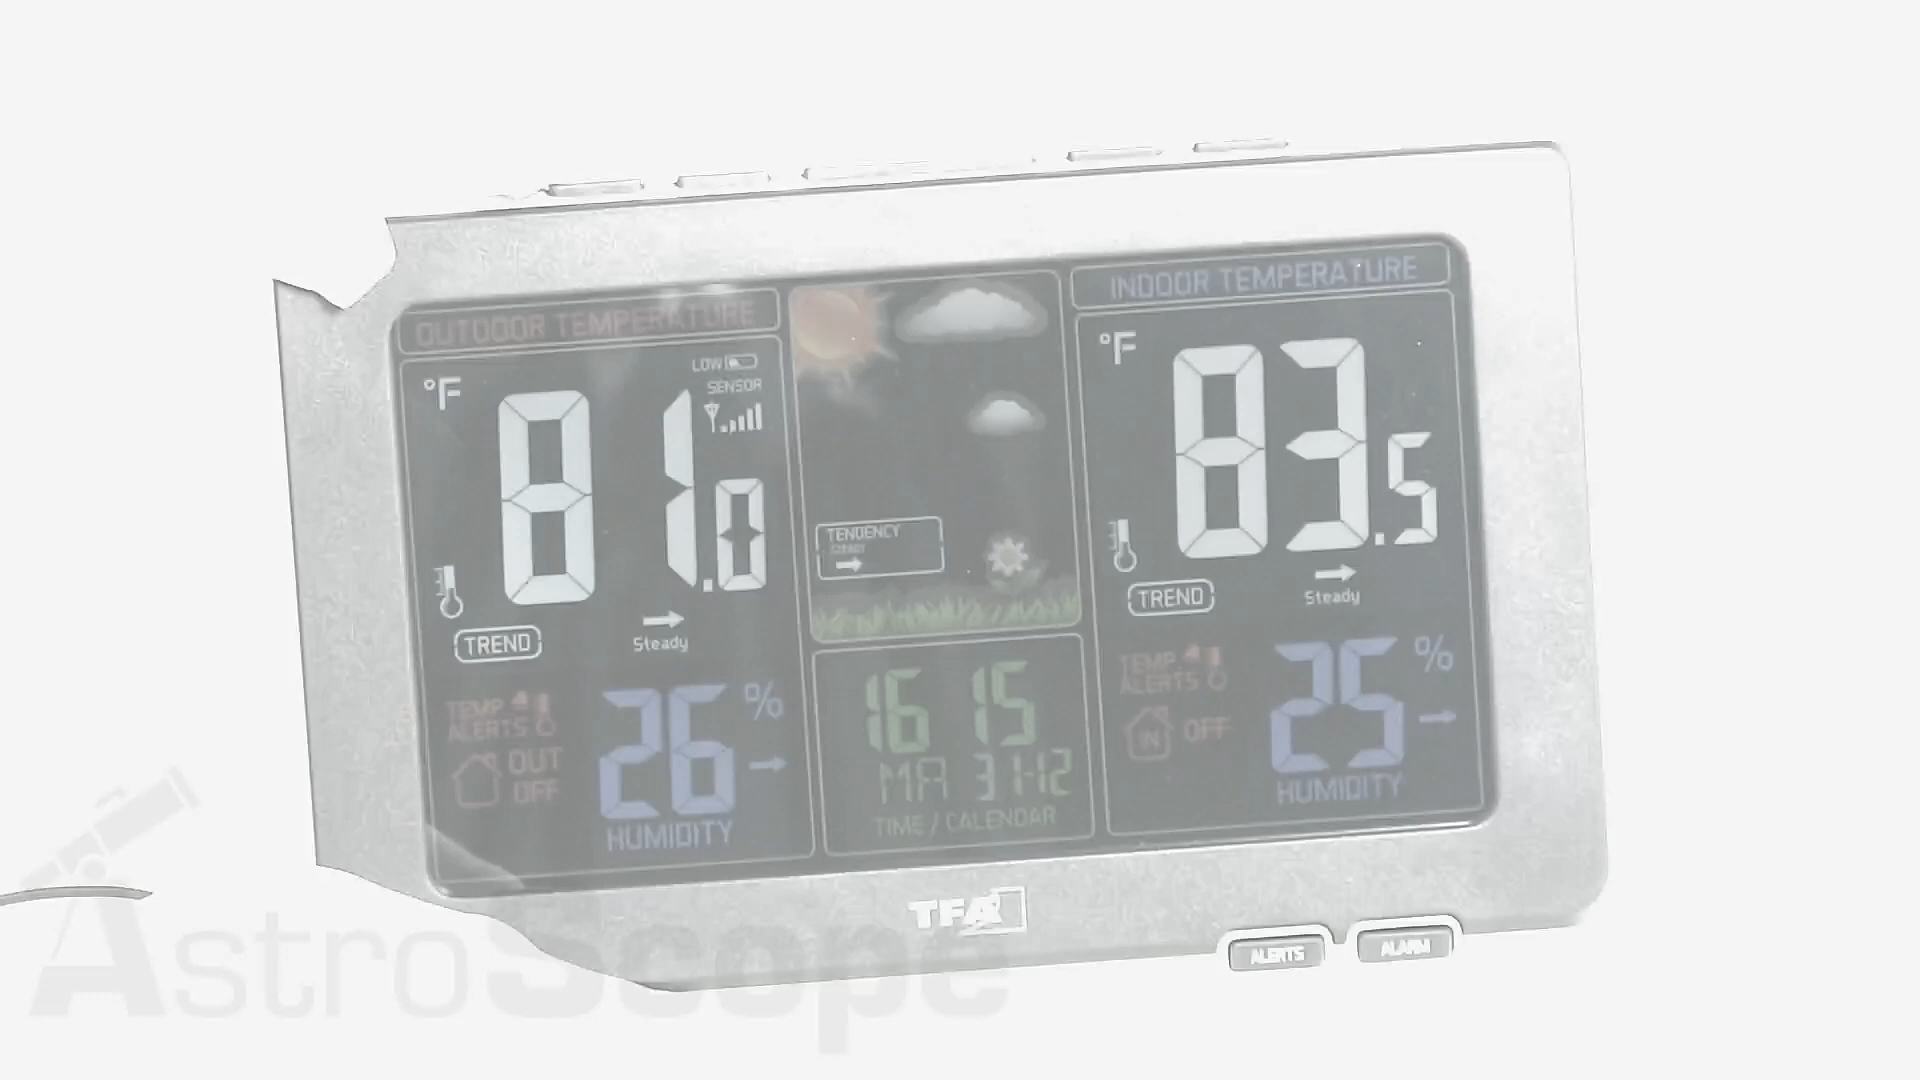 OUTDOOR TEMPERATURE
°F
81.0
LOW
SENSOR
TREND
Steady
TEMP
ALERTS
OUT
OFF
26 %
HUMIDITY
TENDENCY
STEADY
16 15
MA 31-12
TIME / CALENDAR
INDOOR TEMPERATURE
°F
83.5
TREND
Steady
TEMP
ALERTS
IN
OFF
25 %
HUMIDITY
TFA
ALERTS
ALARM
AstroScope